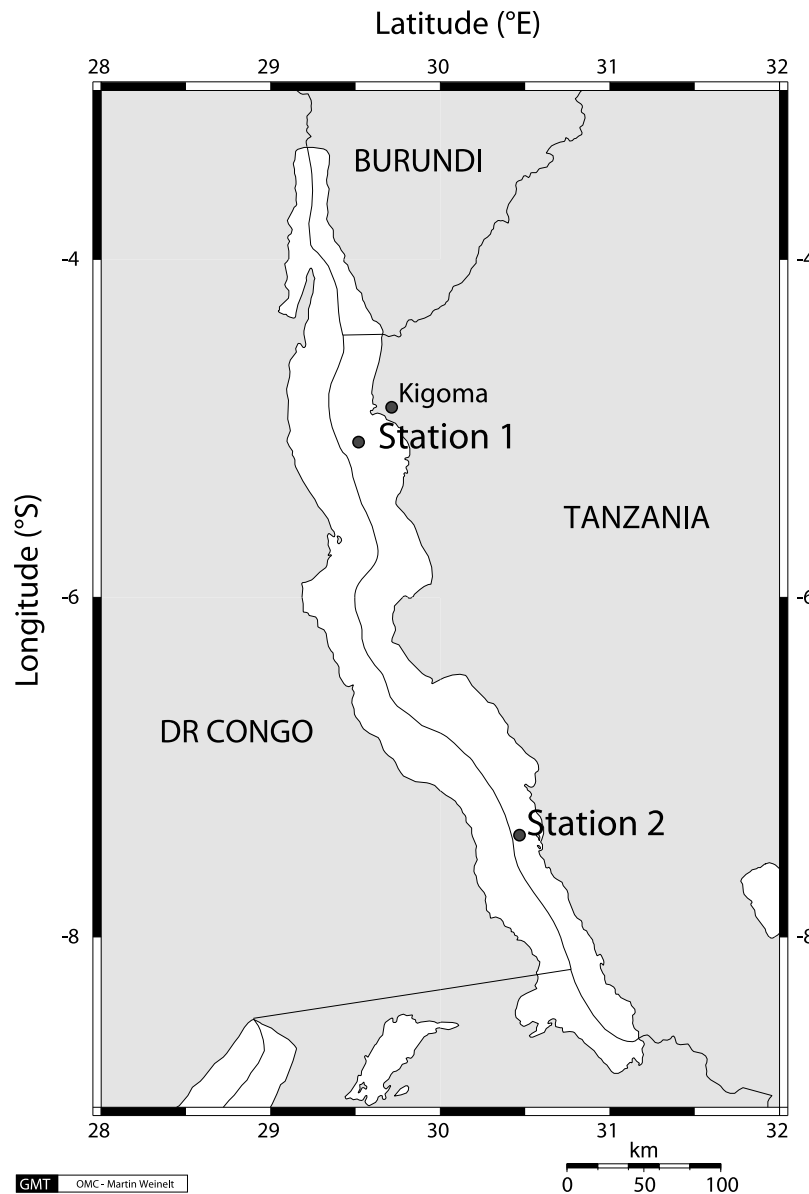 Latitude (°E)
28 29 30 31 32
BURUNDI
-4 -4
Kigoma
Station 1
Longitude (°S)
TANZANIA
-6 -6
DR CONGO
Station 2
-8 -8
28 29 30 31 32
km
0 50 100
GMT OMC - Martin Weinelt